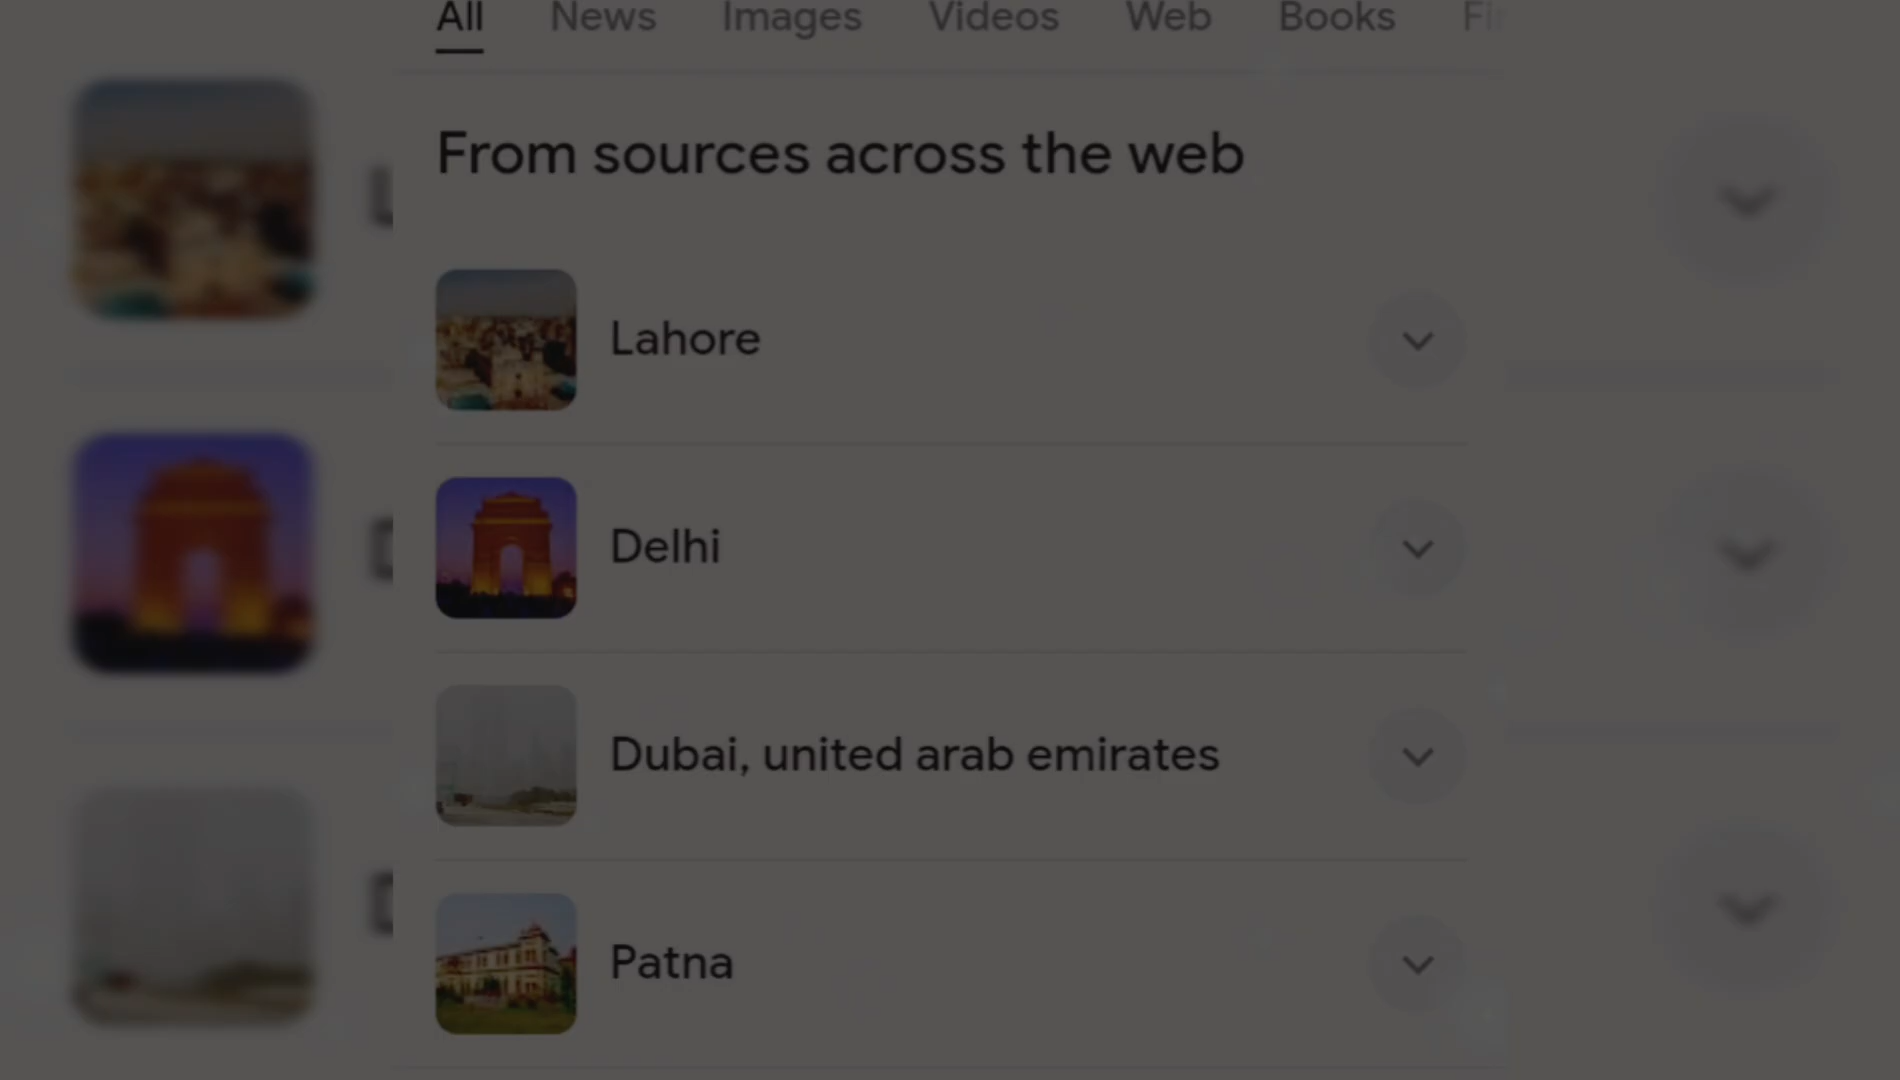 All News Images Videos Web Books
From sources across the web
Lahore
Delhi
Dubai, united arab emirates
Patna